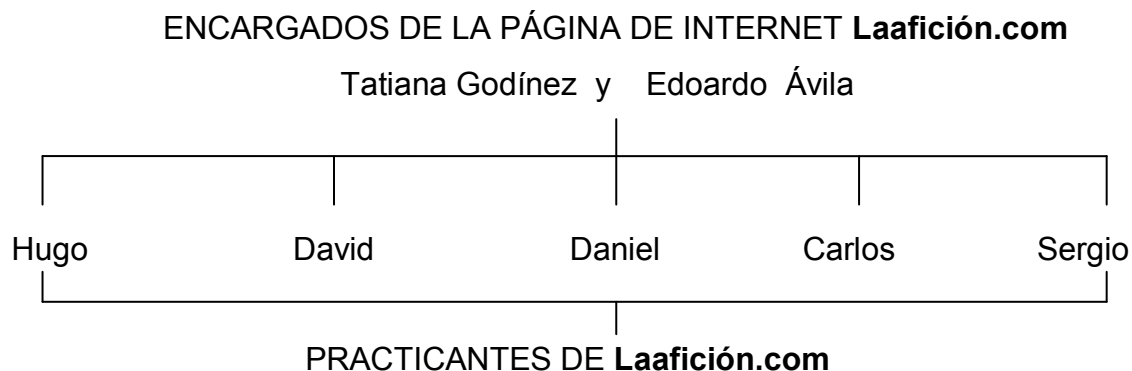 ENCARGADOS DE LA PÁGINA DE INTERNET Laafición.com
Tatiana Godínez y Edoardo Ávila
Hugo David Daniel Carlos Sergio
PRACTICANTES DE Laafición.com